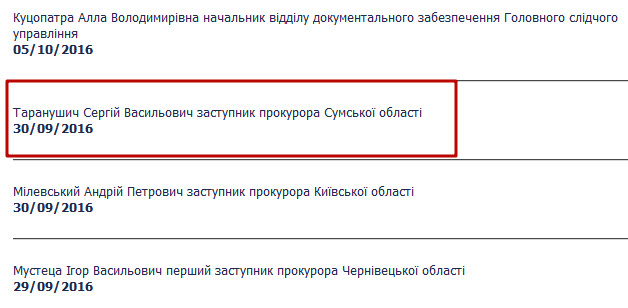 Куцопатра Алла Володимирівна начальник відділу документального забезпечення Головного слідчого
управління
05/10/2016
Таранушич Сергій Васильович заступник прокурора Сумської області
30/09/2016
Мілевський Андрій Петрович заступник прокурора Київської області
30/09/2016
Мустеца Ігор Васильович перший заступник прокурора Чернівецької області
29/09/2016